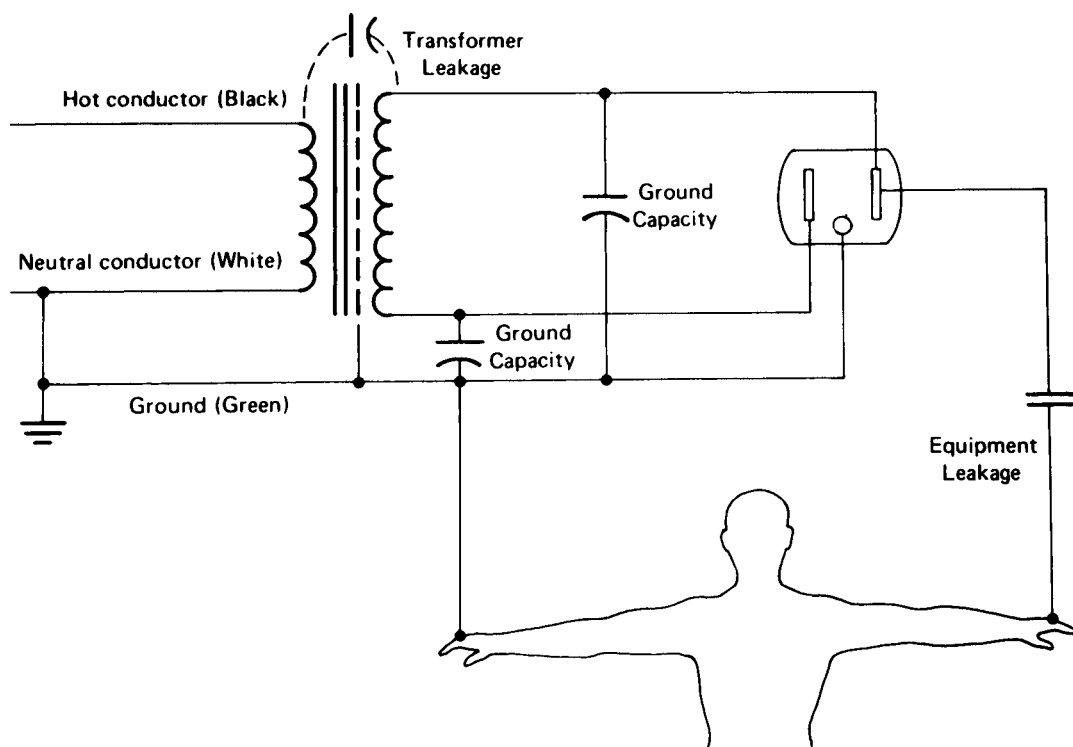 Transformer
Leakage
Hot conductor (Black)
Ground
Capacity
Neutral conductor (White)
Ground
Capacity
Ground (Green)
Equipment
Leakage